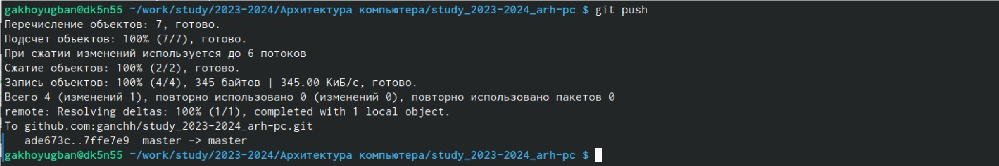 gakhoyugban@dk5n55 ~/work/study/2023-2024/Архитектура компьютера/study_2023-2024_arh-pc $ git push
Перечисление объектов: 7, готово.
Подсчет объектов: 100% (7/7), готово.
При сжатии изменений используется до 6 потоков
Сжатие объектов: 100% (2/2), готово.
Запись объектов: 100% (4/4), 345 байтов | 345.00 КиБ/с, готово.
Всего 4 (изменений 1), повторно использовано 0 (изменений 0), повторно использовано пакетов 0
remote: Resolving deltas: 100% (1/1), completed with 1 local object.
To github.com:ganchh/study_2023-2024_arh-pc.git
   ade673c..7ffe7e9  master -> master
gakhoyugban@dk5n55 ~/work/study/2023-2024/Архитектура компьютера/study_2023-2024_arh-pc $